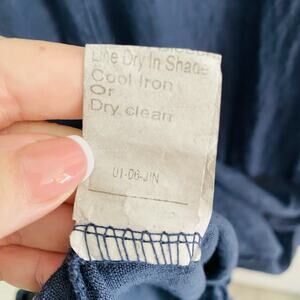 Line Dry In Shade
Cool Iron
Or
Dry clean
01-06-JIN